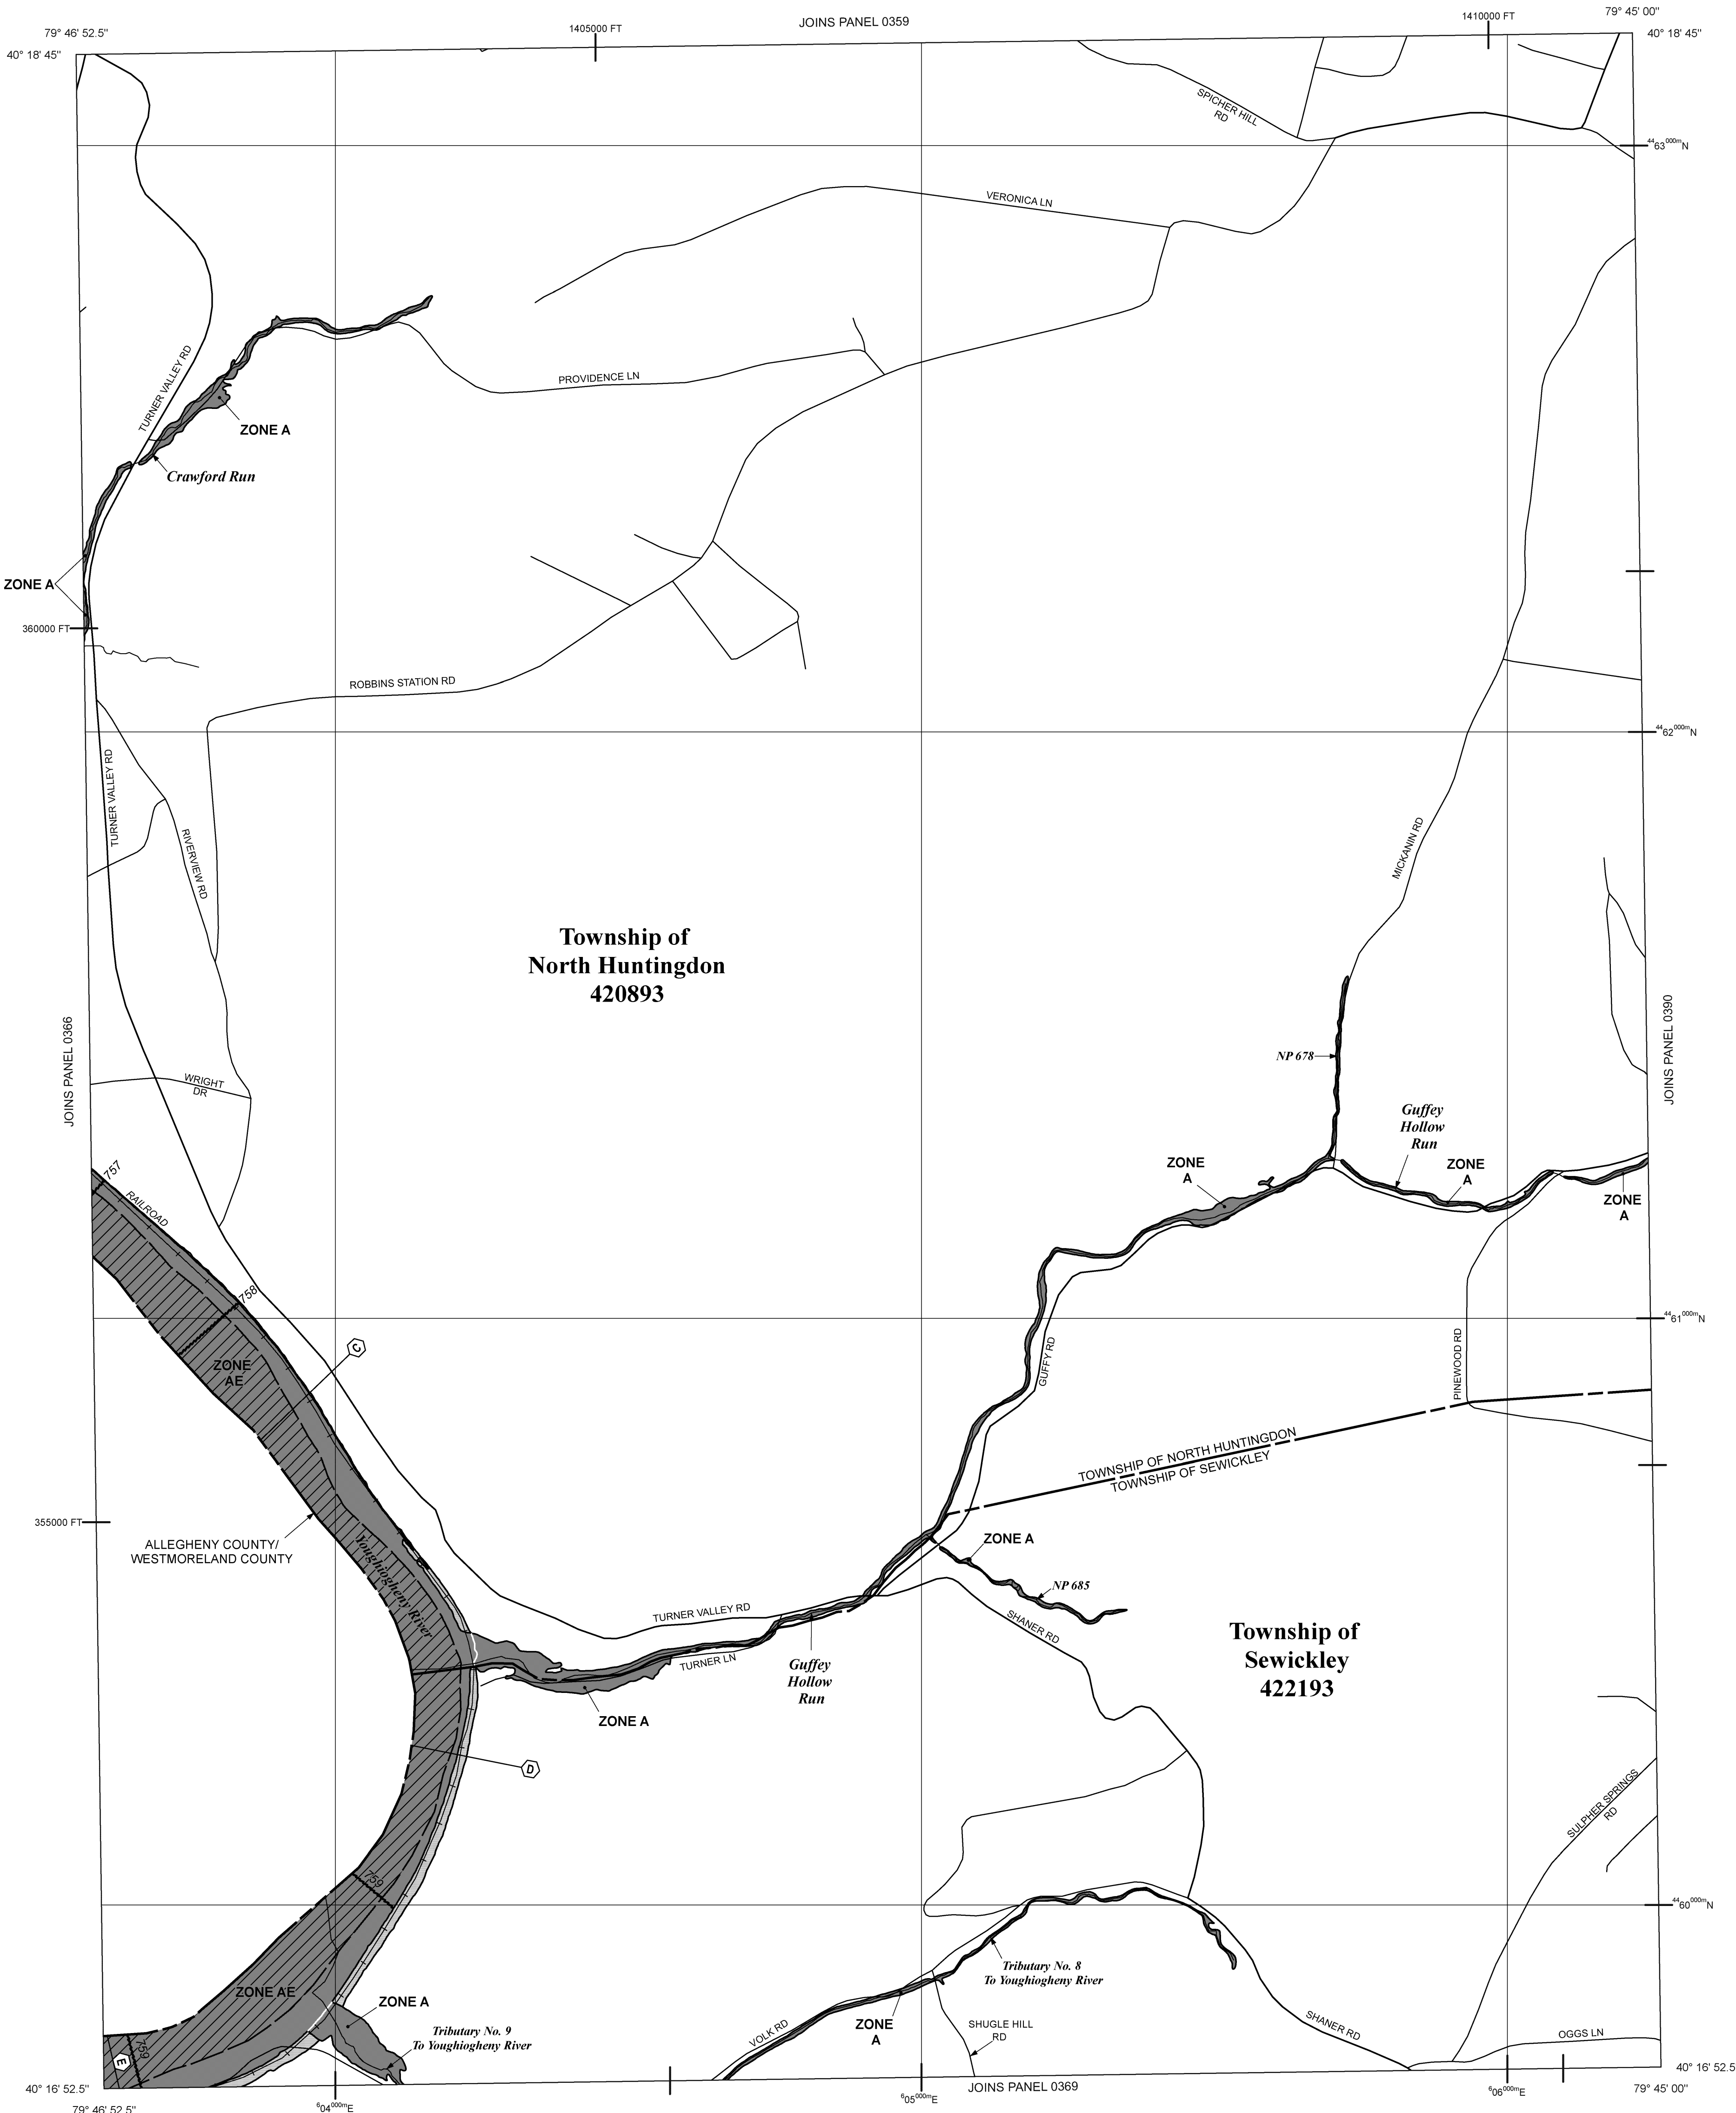 JOINS PANEL 0359
79° 46' 52.5"
1405000 FT
1410000 FT
79° 45' 00"
40° 18' 45"
40° 18' 45"
SPICHER HILL
RD
4463000m N
VERONICA LN
TURNER VALLEY RD
PROVIDENCE LN
ZONE A
Crawford Run
ZONE A
360000 FT
ROBBINS STATION RD
4462000m N
TURNER VALLEY RD
RIVERVIEW RD
MICKANIN RD
Township of
North Huntingdon
420893
JOINS PANEL 0366
JOINS PANEL 0390
WRIGHT
DR
NP 678
Guffey
Hollow
Run
ZONE
A
ZONE
A
ZONE
A
757
RAILROAD
758
4461000m N
C
ZONE
AE
GUFFY RD
PINEWOOD RD
TOWNSHIP OF NORTH HUNTINGDON
TOWNSHIP OF SEWICKLEY
355000 FT
ALLEGHENY COUNTY/
WESTMORELAND COUNTY
Youghiogheny River
ZONE A
NP 685
TURNER VALLEY RD
SHANER RD
TURNER LN
Township of
Sewickley
422193
Guffey
Hollow
Run
ZONE A
D
SULPHER SPRINGS
RD
759
4460000m N
Tributary No. 8
To Youghiogheny River
ZONE AE
ZONE A
Tributary No. 9
To Youghiogheny River
VOLK RD
ZONE
A
SHUGLE HILL
RD
SHANER RD
OGGS LN
E
759
40° 16' 52.5"
40° 16' 52.5
JOINS PANEL 0369
79° 46' 52.5"
604000m E
605000m E
606000m E
79° 45' 00"